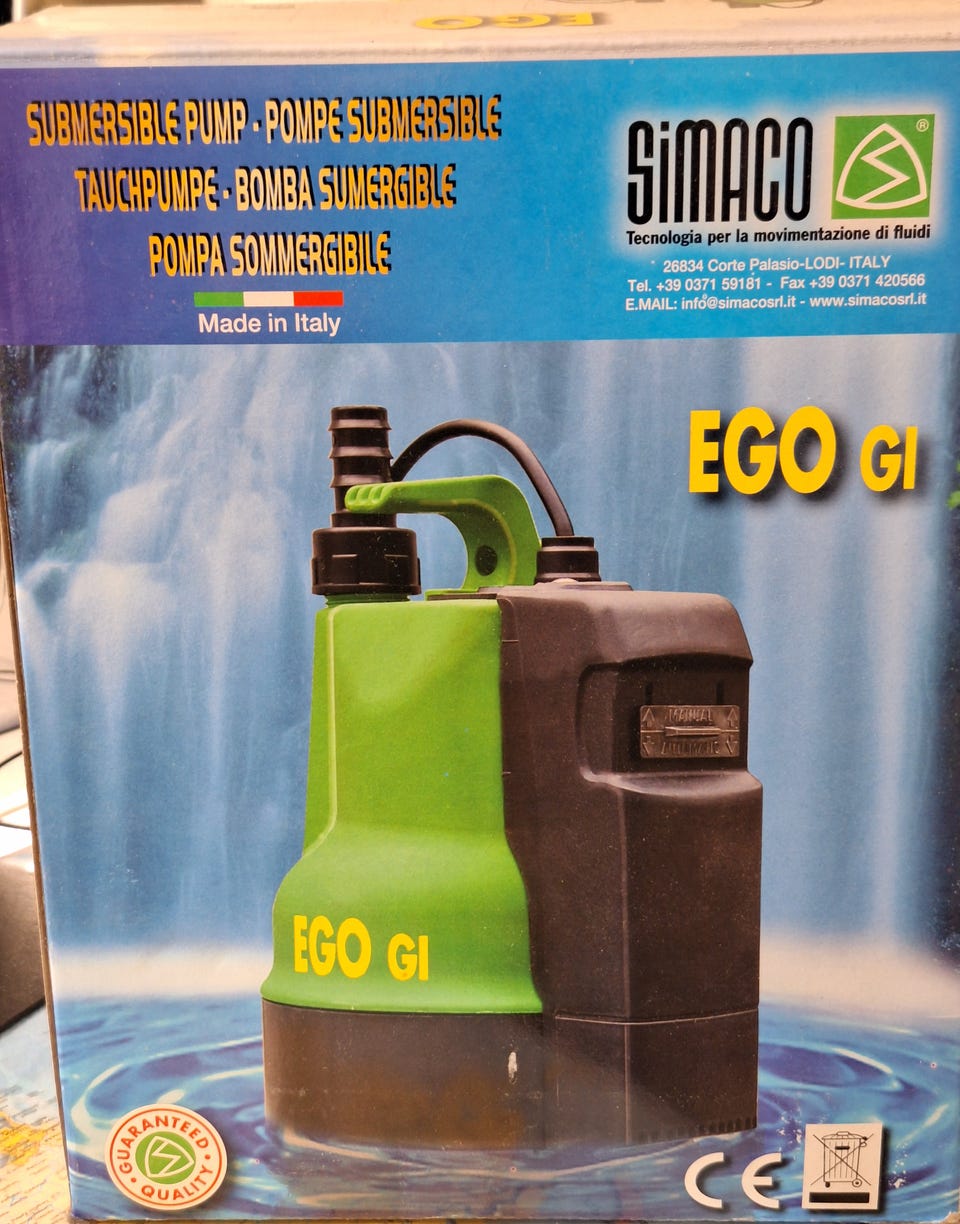 EGO
SUBMERSIBLE PUMP - POMPE SUBMERSIBLE
TAUCHPUMPE - BOMBA SUMERGIBLE
POMPA SOMMERGIBILE
Made in Italy
SiMACO
®
Tecnologia per la movimentazione di fluidi
26834 Corte Palasio-LODI- ITALY
Tel. +39 0371 59181 - Fax +39 0371 420566
E.MAIL: info@simacosrl.it - www.simacosrl.it
EGO GI
MANUAL
EGO GI
GUARANTEED
QUALITY
CE